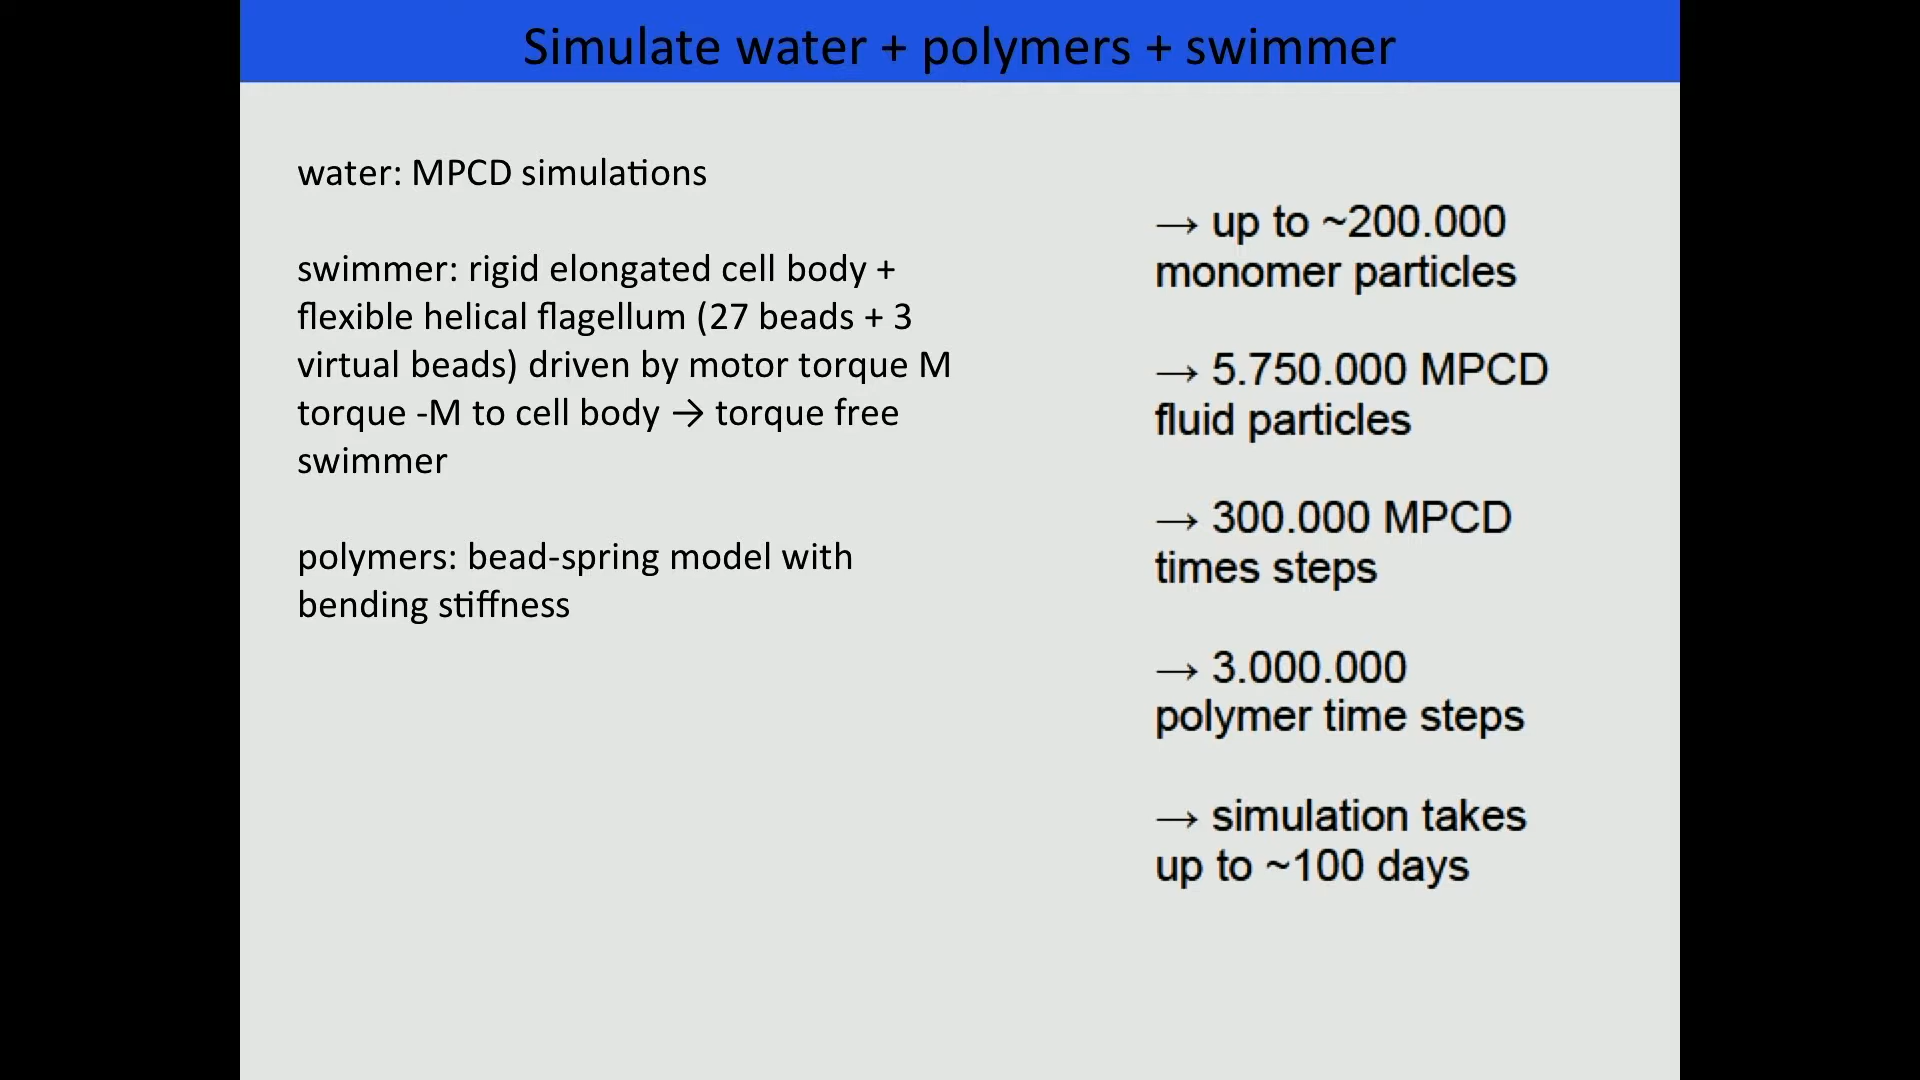 Simulate water + polymers + swimmer
water: MPCD simulations
swimmer: rigid elongated cell body +
flexible helical flagellum (27 beads + 3
virtual beads) driven by motor torque M
torque -M to cell body → torque free
swimmer
polymers: bead-spring model with
bending stiffness
→ up to ~200.000
monomer particles
→ 5.750.000 MPCD
fluid particles
→ 300.000 MPCD
times steps
→ 3.000.000
polymer time steps
→ simulation takes
up to ~100 days